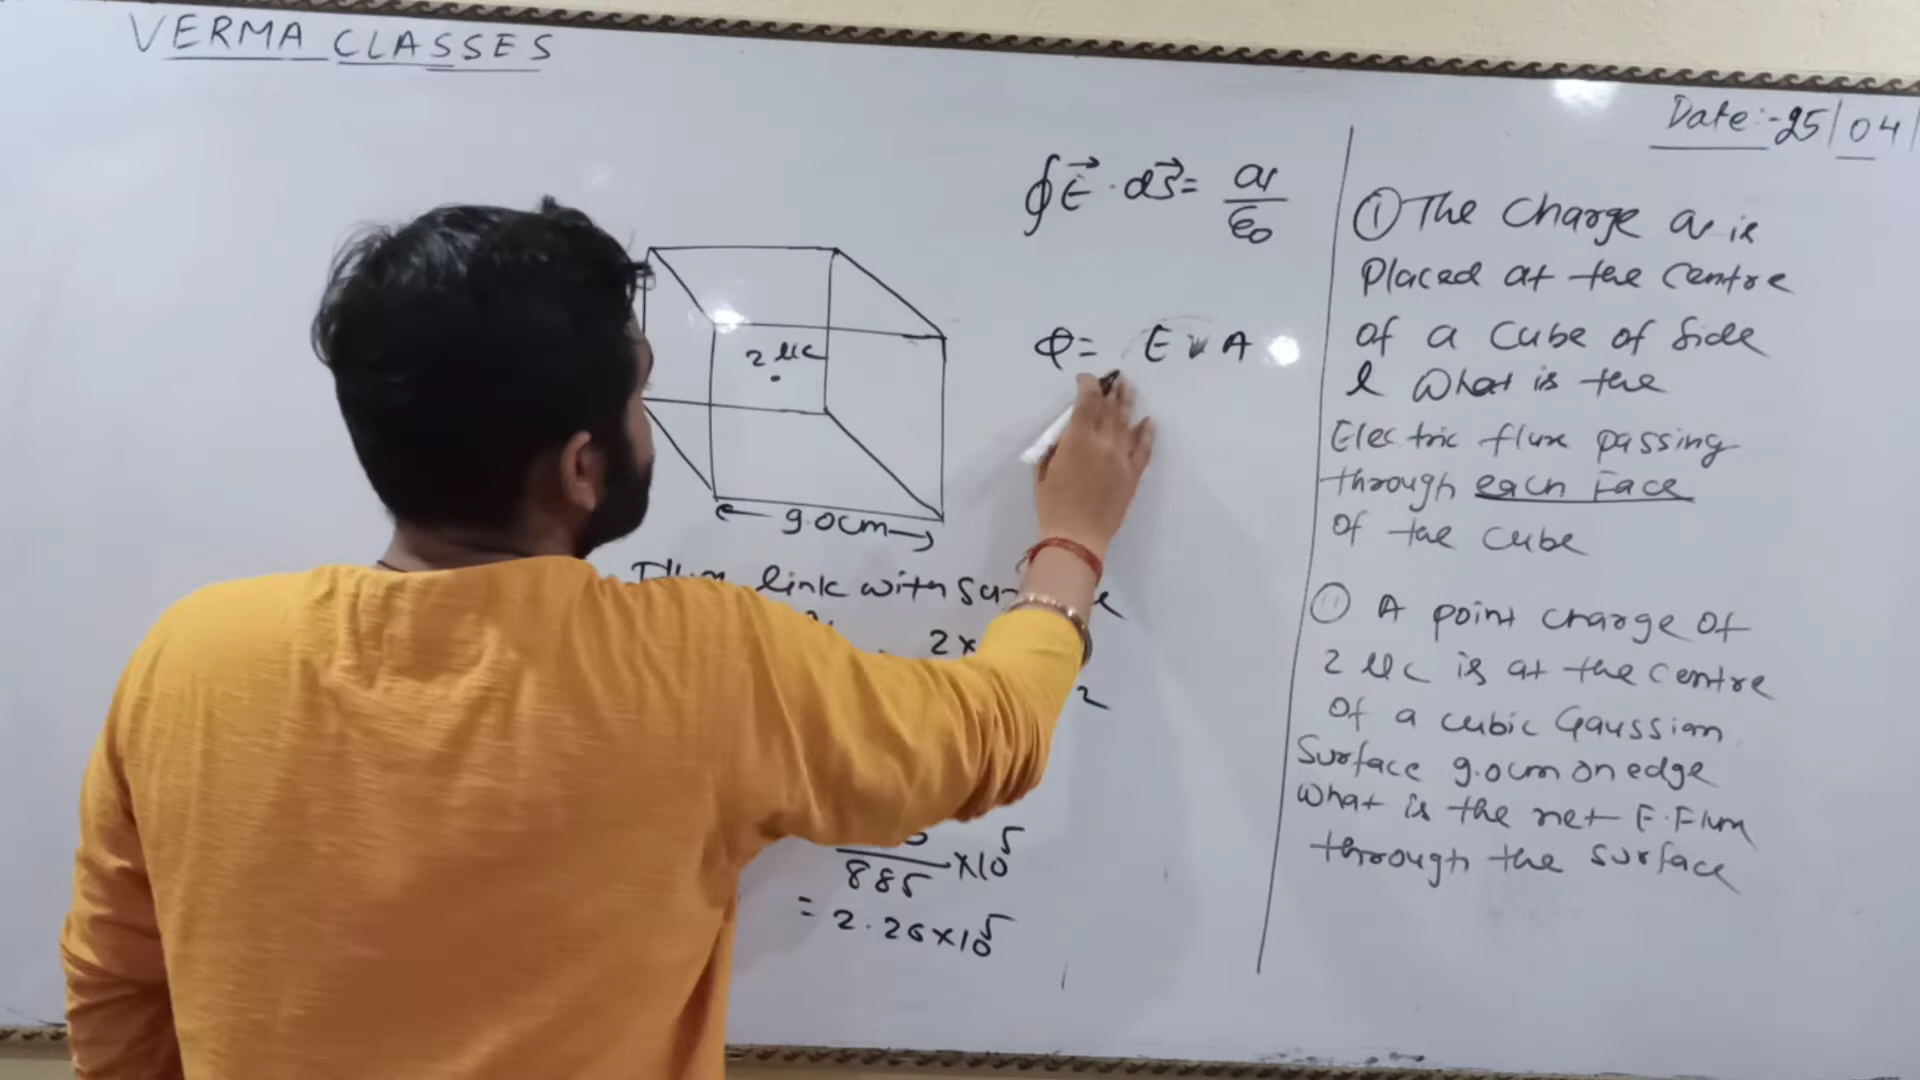 VERMA CLASSES
Date:-25/04/
∮E⃗.dS⃗= q/ε₀
Φ= E × A
2 μc
9.0cm
link with
2×
2
885 ×10⁵
= 2.26×10⁵
① The charge q is
Placed at the centre
of a cube of side
l What is the
Electric flux passing
through each Face
of the cube
⑪ A point charge of
2 μc is at the centre
of a cubic Gaussian
Surface 9.0cm on edge
What is the net E.Flux
through the surface